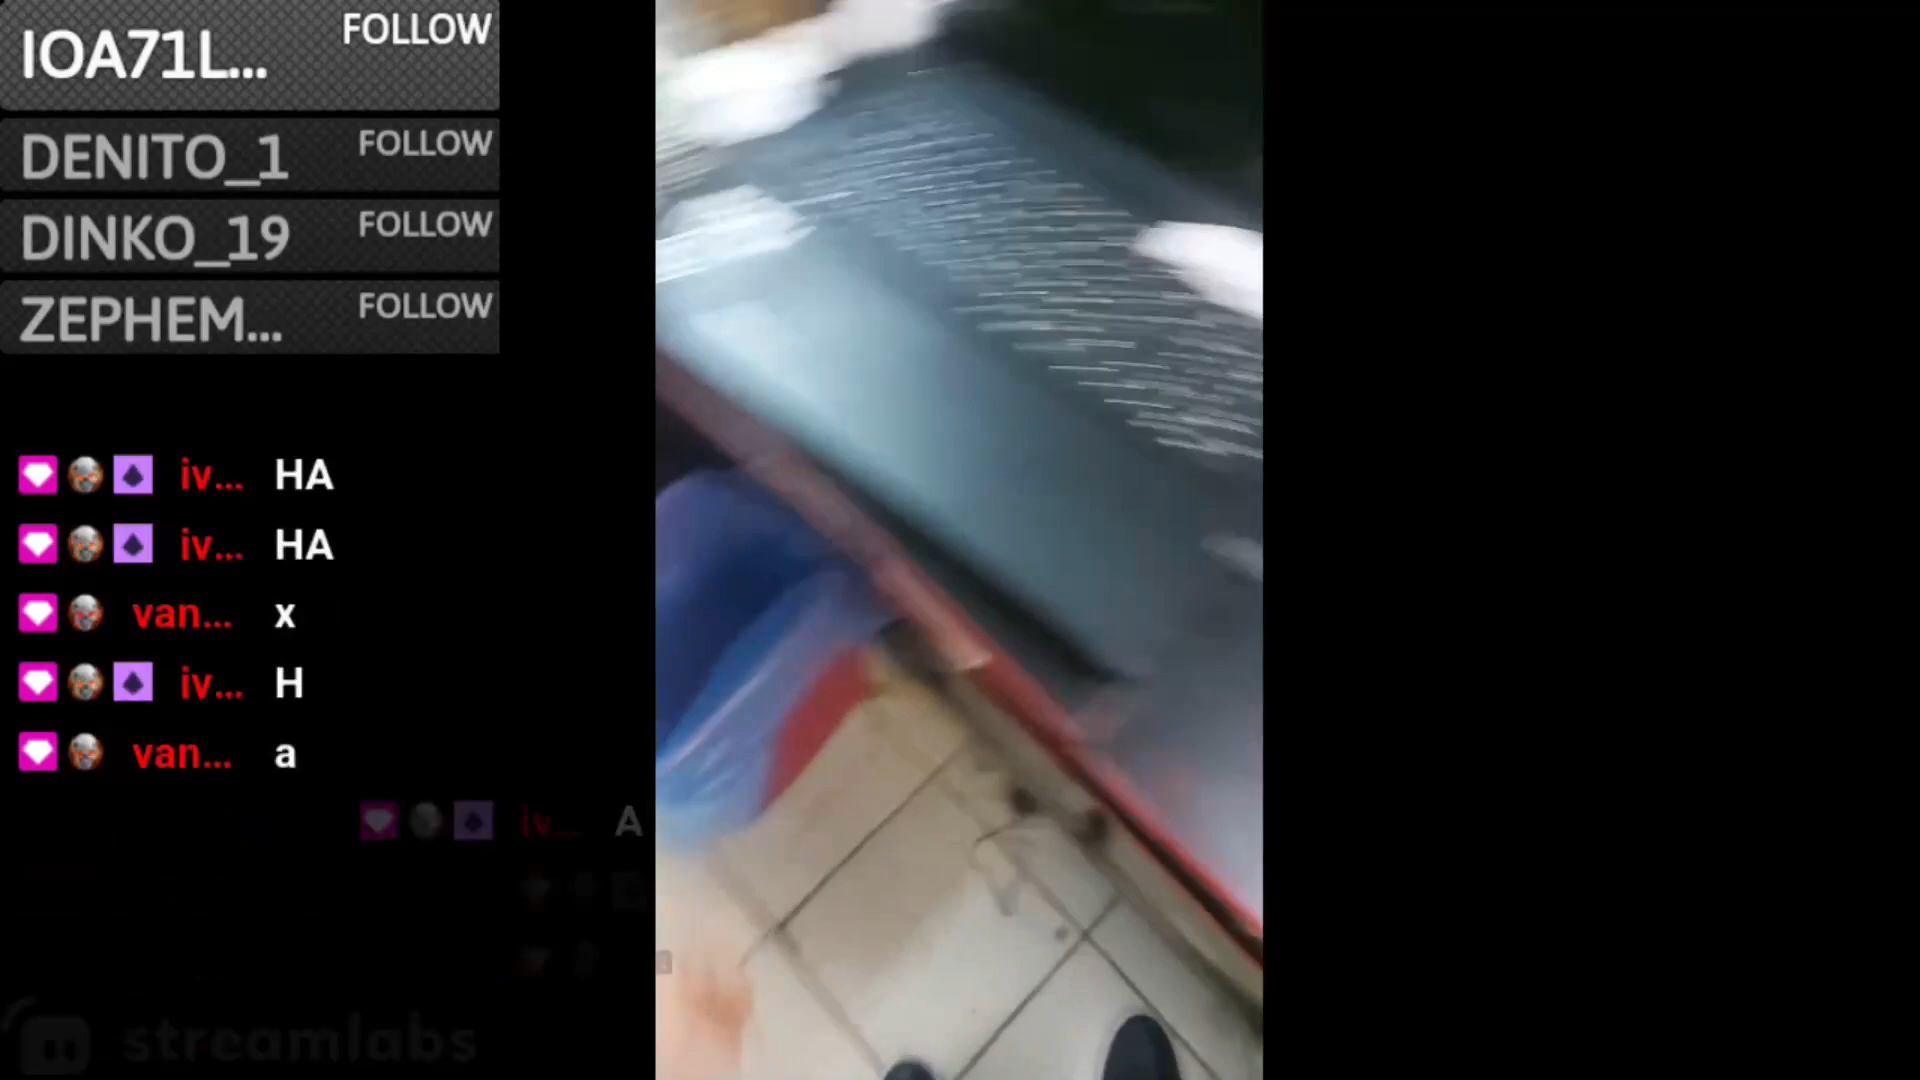 IOA71L... FOLLOW
DENITO_1 FOLLOW
DINKO_19 FOLLOW
ZEPHEM... FOLLOW
iv... HA
iv... HA
van... x
iv... H
van... a
iv... A
streamlabs